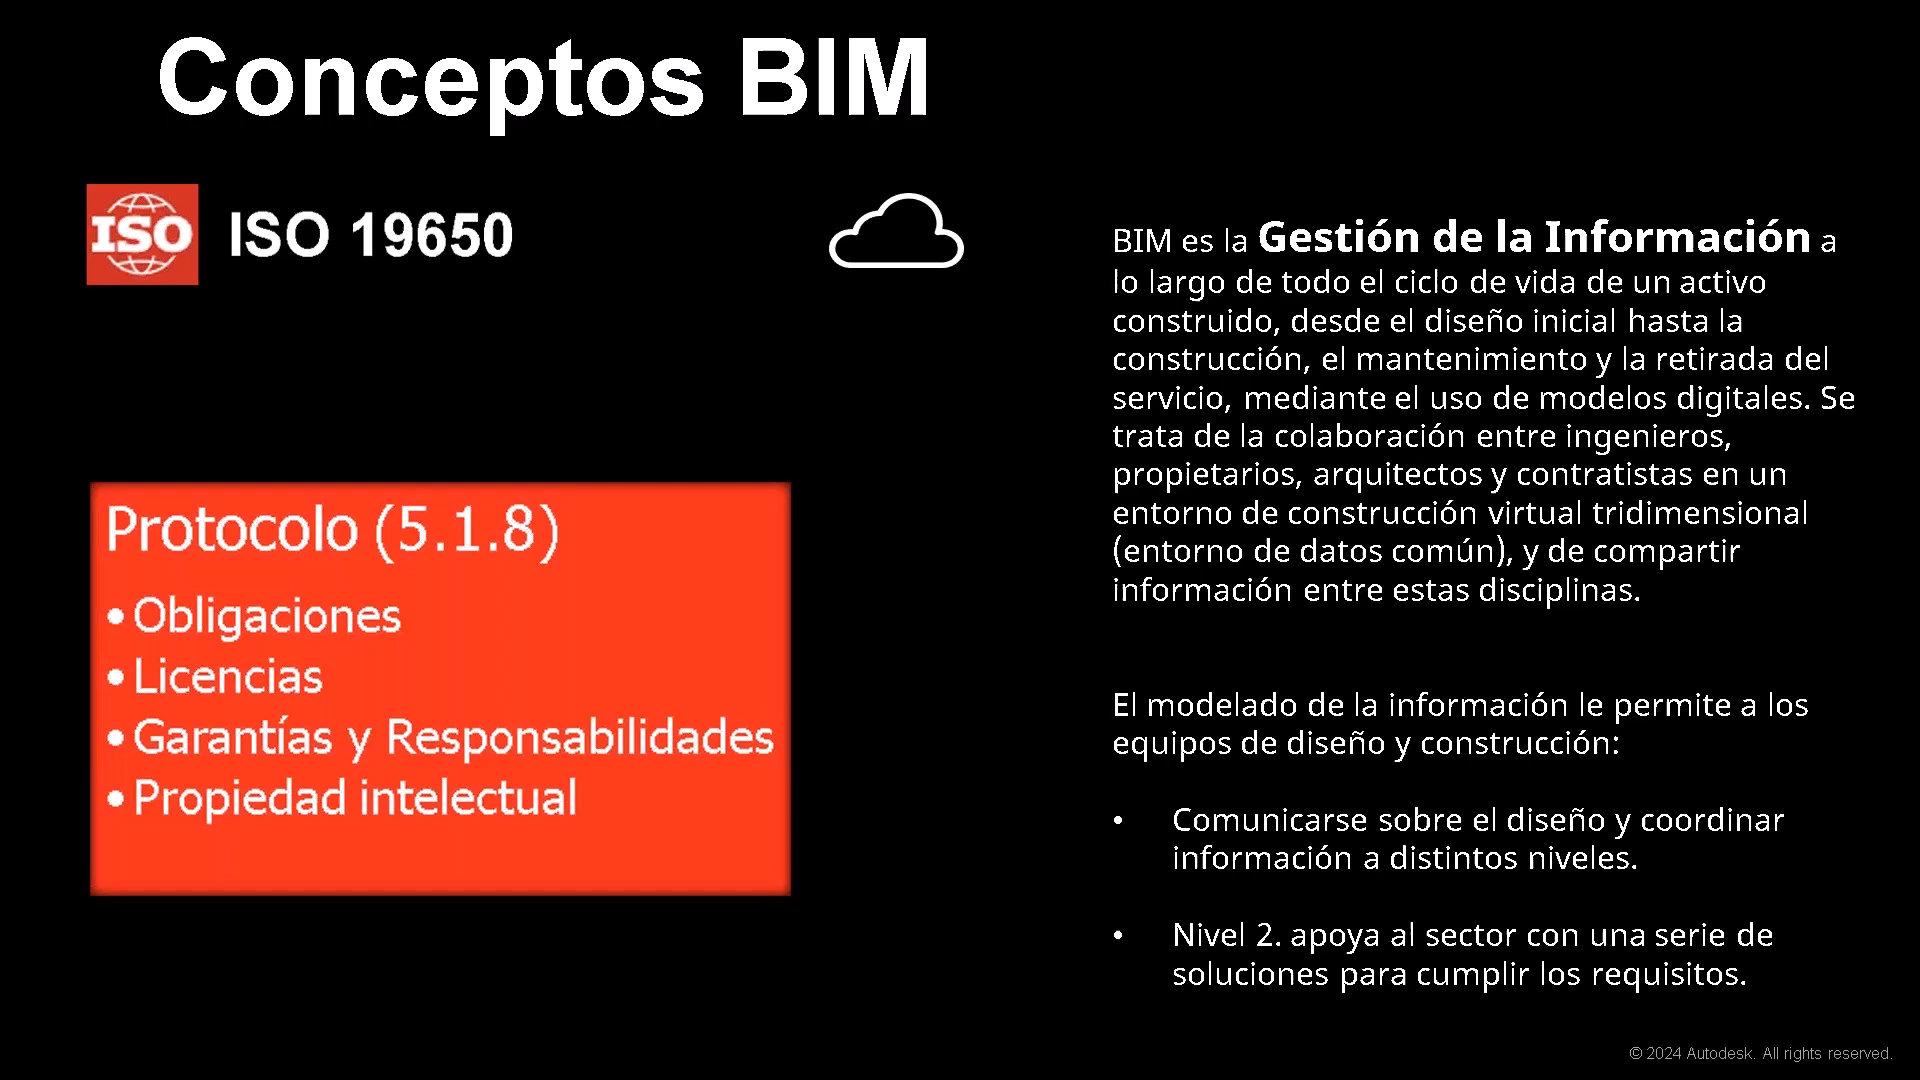 Conceptos BIM
ISO
ISO 19650
Protocolo (5.1.8)
• Obligaciones
• Licencias
• Garantías y Responsabilidades
• Propiedad intelectual
BIM es la Gestión de la Información a
lo largo de todo el ciclo de vida de un activo
construido, desde el diseño inicial hasta la
construcción, el mantenimiento y la retirada del
servicio, mediante el uso de modelos digitales. Se
trata de la colaboración entre ingenieros,
propietarios, arquitectos y contratistas en un
entorno de construcción virtual tridimensional
(entorno de datos común), y de compartir
información entre estas disciplinas.
El modelado de la información le permite a los
equipos de diseño y construcción:
• Comunicarse sobre el diseño y coordinar
información a distintos niveles.
• Nivel 2. apoya al sector con una serie de
soluciones para cumplir los requisitos.
© 2024 Autodesk. All rights reserved.